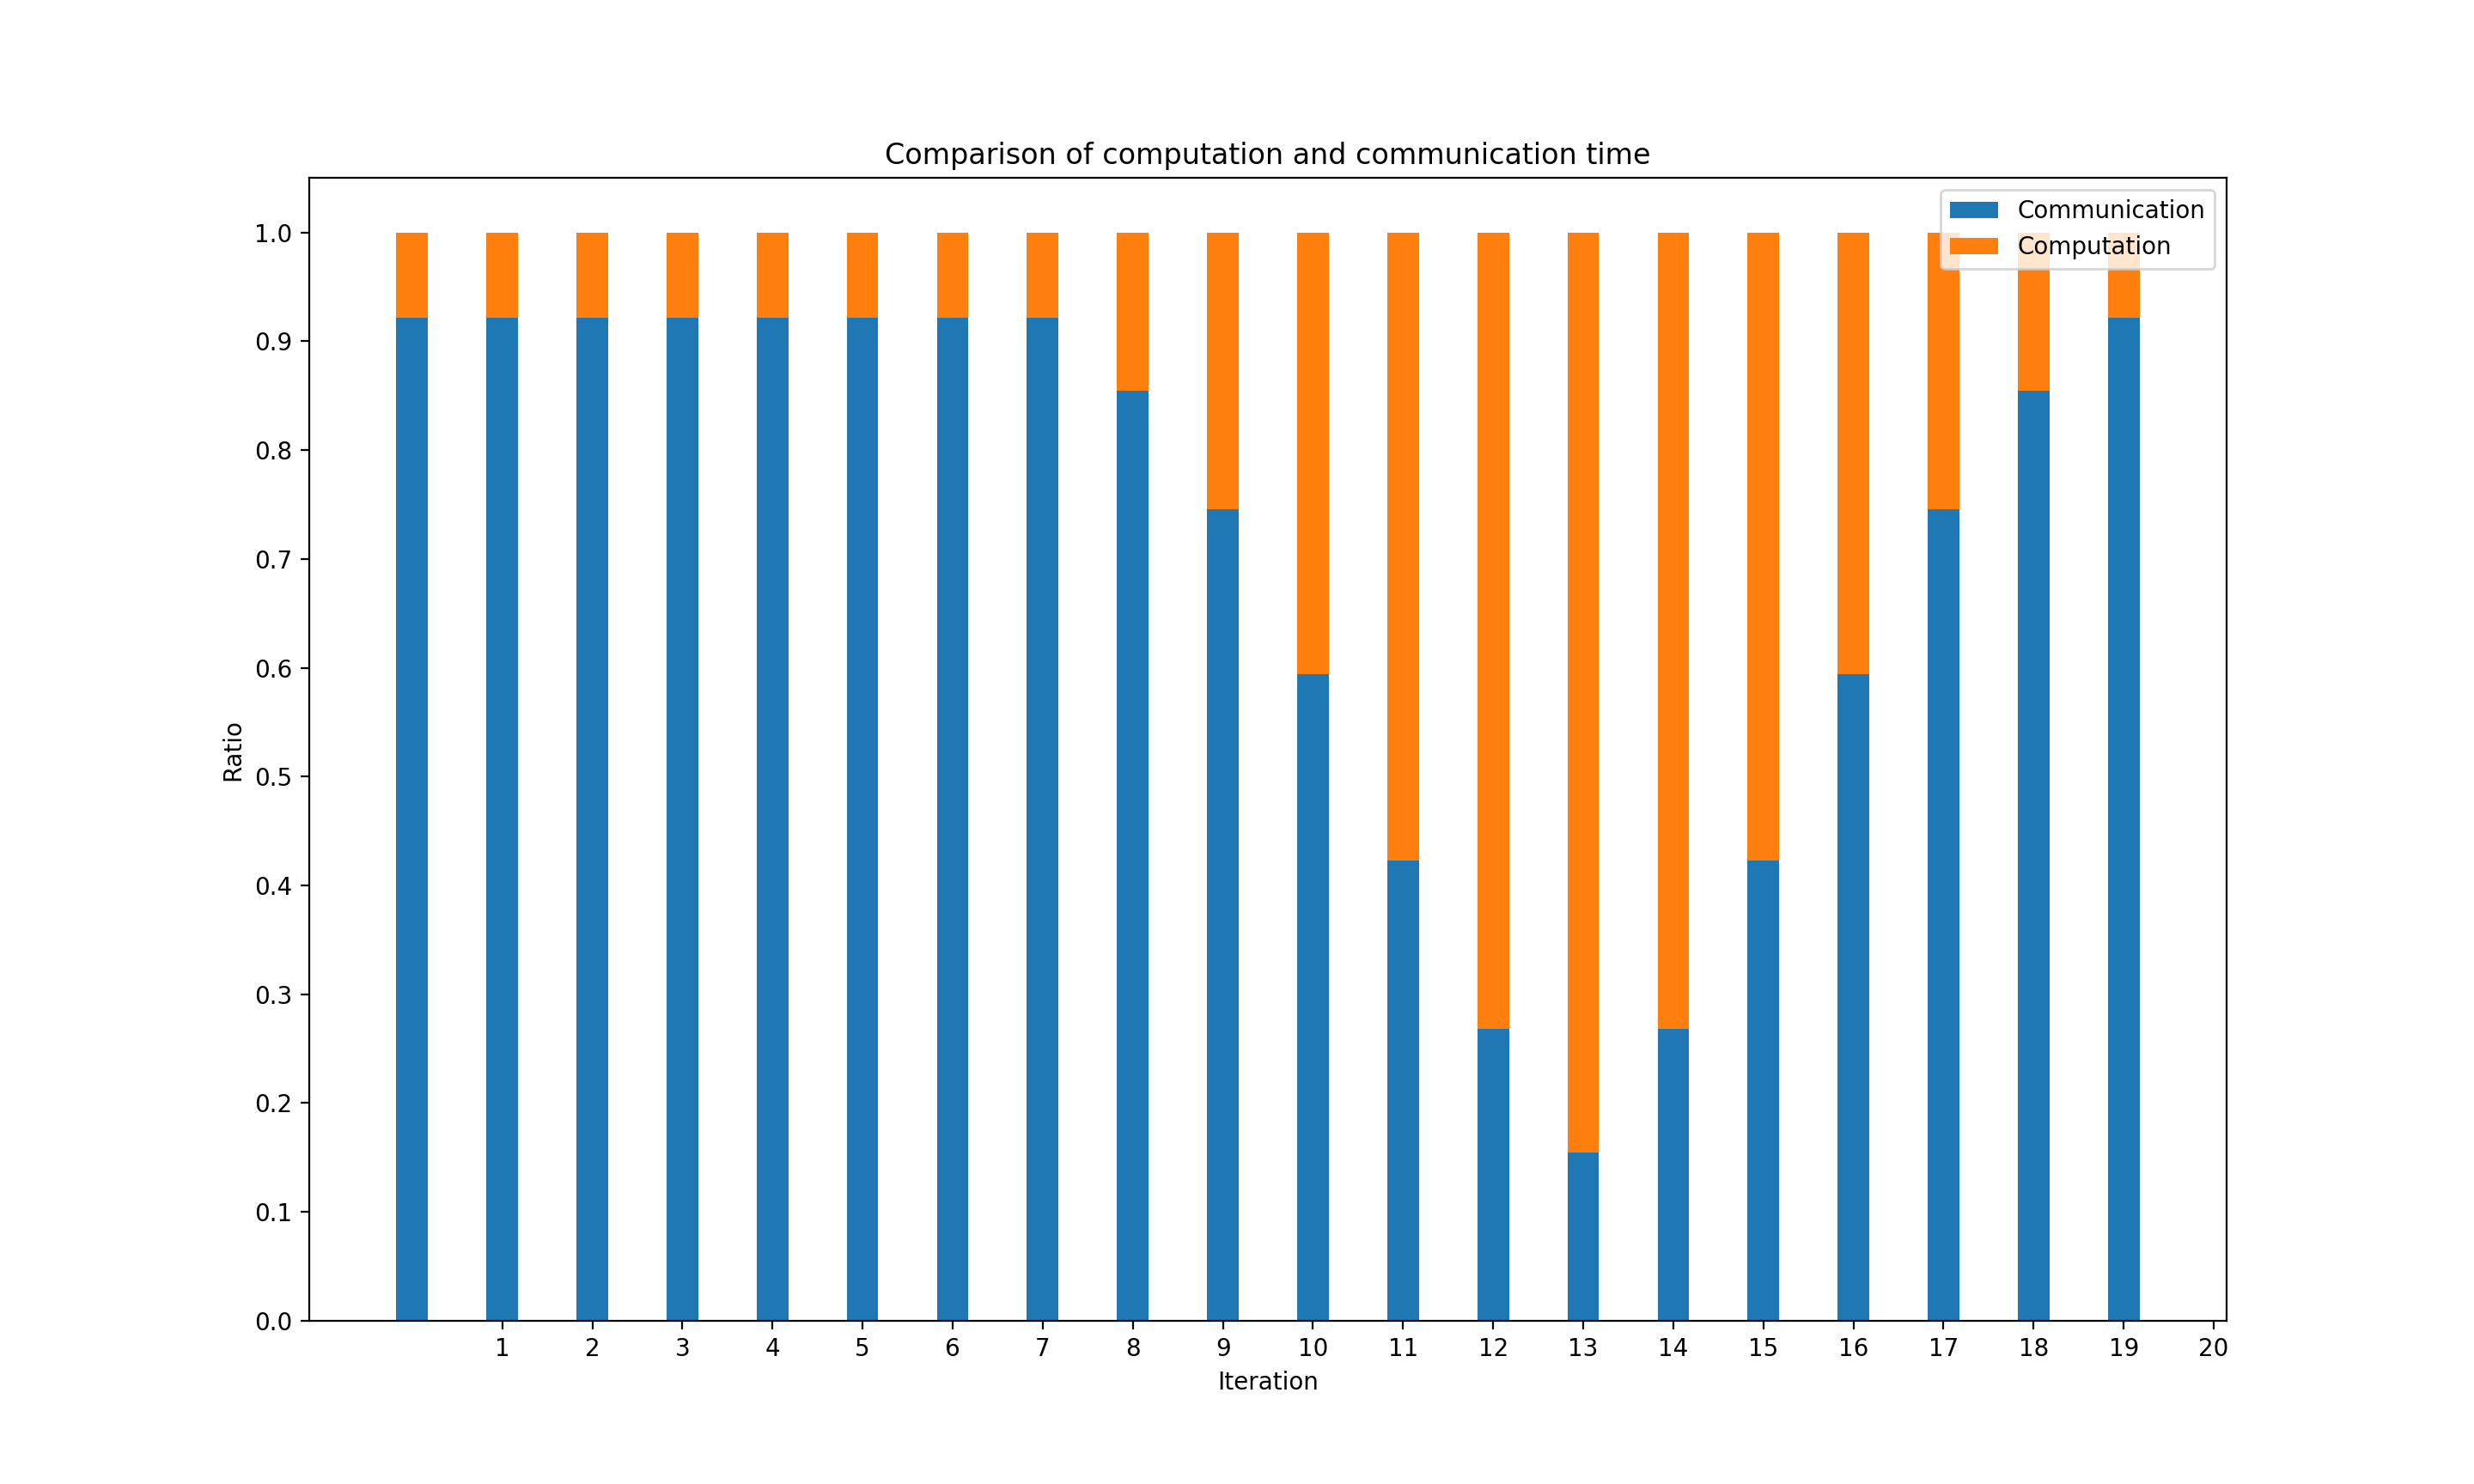 Comparison of computation and communication time
Communication
Computation
1.0
0.9
0.8
0.7
0.6
0.5
0.4
0.3
0.2
0.1
0.0
Ratio
1 2 3 4 5 6 7 8 9 10 11 12 13 14 15 16 17 18 19 20
Iteration